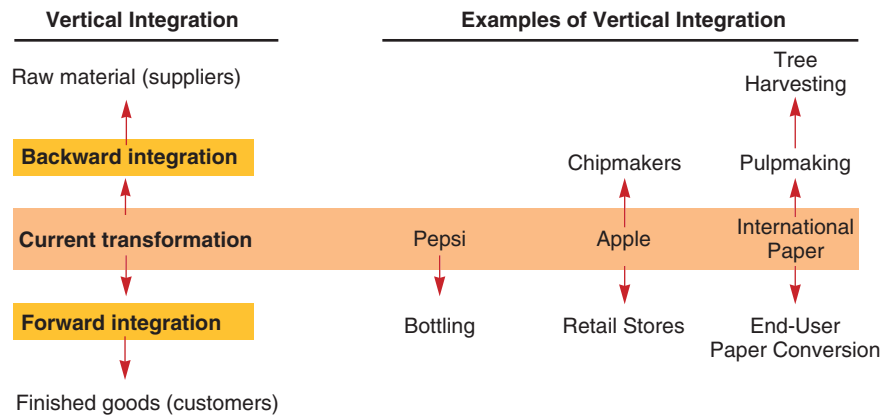 Vertical Integration
Examples of Vertical Integration
Raw material (suppliers)
Tree
Harvesting
Backward integration
Chipmakers
Pulpmaking
Current transformation
Pepsi
Apple
International
Paper
Forward integration
Bottling
Retail Stores
End-User
Paper Conversion
Finished goods (customers)